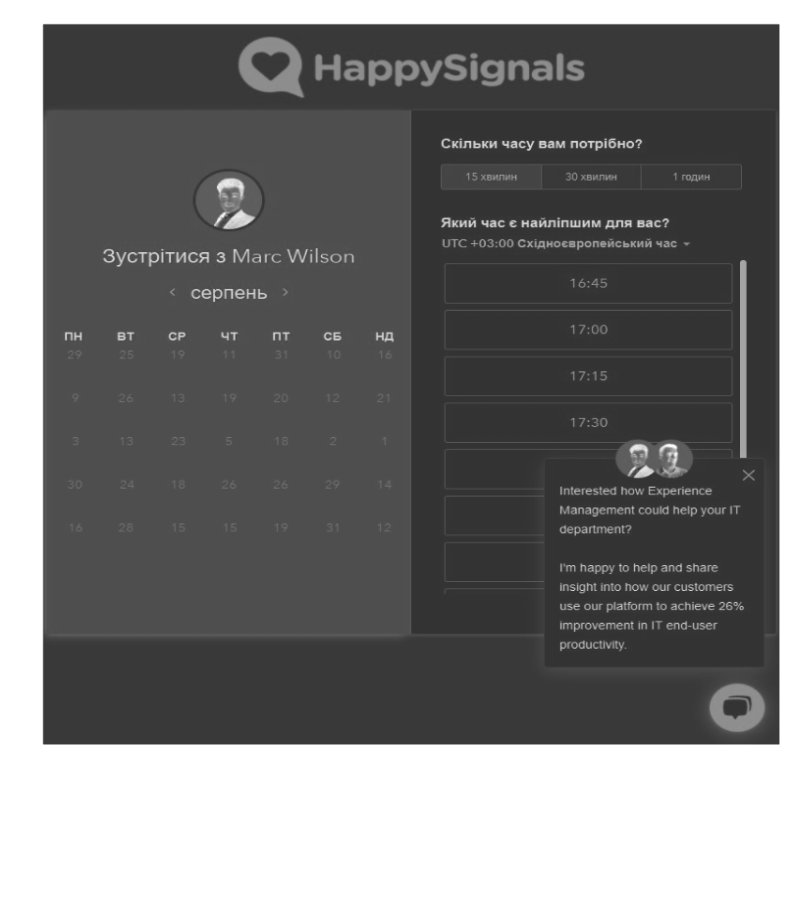 HappySignals
Зустрітися з Marc Wilson
серпень
ПН ВТ СР ЧТ ПТ СБ НД
29 25 19 11 31 10 16
9 26 13 19 20 12 21
3 13 23 5 18 2 1
30 24 18 26 26 29 14
16 28 15 15 19 31 12
Скільки часу вам потрібно?
15 хвилин 30 хвилин 1 годин
Який час є найліпшим для вас?
UTC +03:00 Східноєвропейський час
16:45
17:00
17:15
17:30
Interested how Experience
Management could help your IT
department?
I'm happy to help and share
insight into how our customers
use our platform to achieve 26%
improvement in IT end-user
productivity.